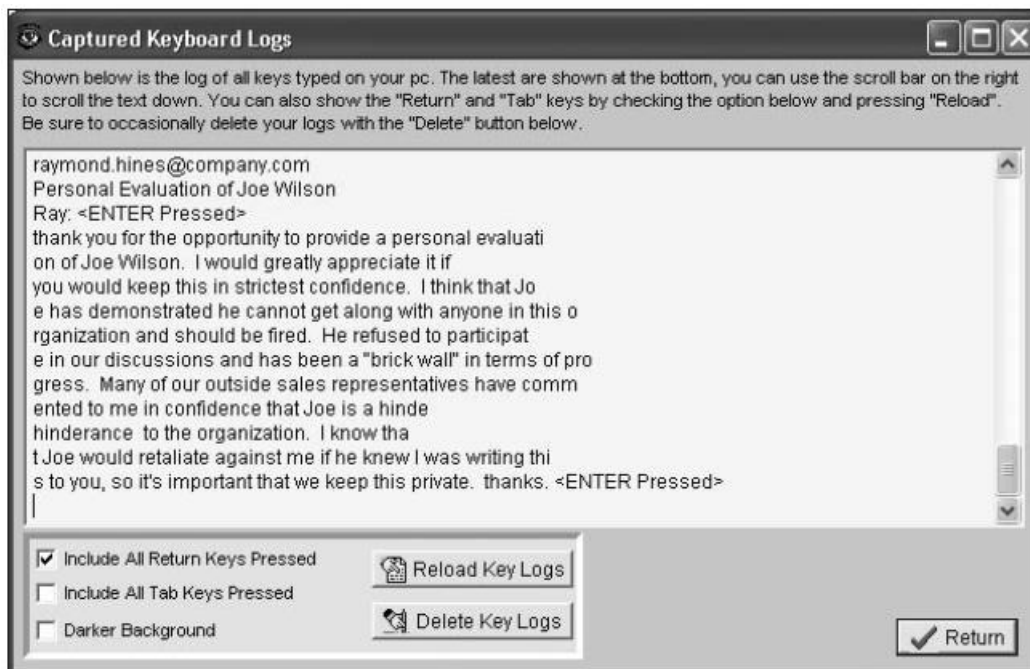 Captured Keyboard Logs
Shown below is the log of all keys typed on your pc. The latest are shown at the bottom, you can use the scroll bar on the right
to scroll the text down. You can also show the "Return" and "Tab" keys by checking the option below and pressing "Reload".
Be sure to occasionally delete your logs with the "Delete" button below.
raymond.hines@company.com
Personal Evaluation of Joe Wilson
Ray: <ENTER Pressed>
thank you for the opportunity to provide a personal evaluati
on of Joe Wilson.  I would greatly appreciate it if
you would keep this in strictest confidence.  I think that Jo
e has demonstrated he cannot get along with anyone in this o
rganization and should be fired.  He refused to participat
e in our discussions and has been a "brick wall" in terms of pro
gress.  Many of our outside sales representatives have comm
ented to me in confidence that Joe is a hinde
hinderance  to the organization.  I know tha
t Joe would retaliate against me if he knew I was writing thi
s to you, so it's important that we keep this private.  thanks. <ENTER Pressed>
Include All Return Keys Pressed
Include All Tab Keys Pressed
Darker Background
Reload Key Logs
Delete Key Logs
Return